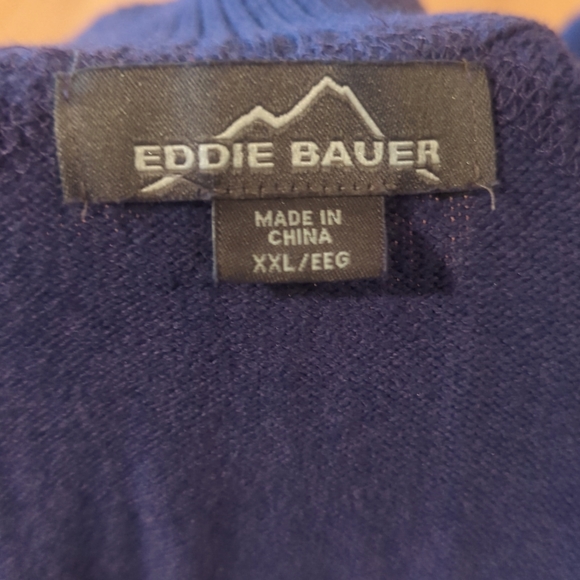 EDDIE BAUER
MADE IN
CHINA
XXL/EEG